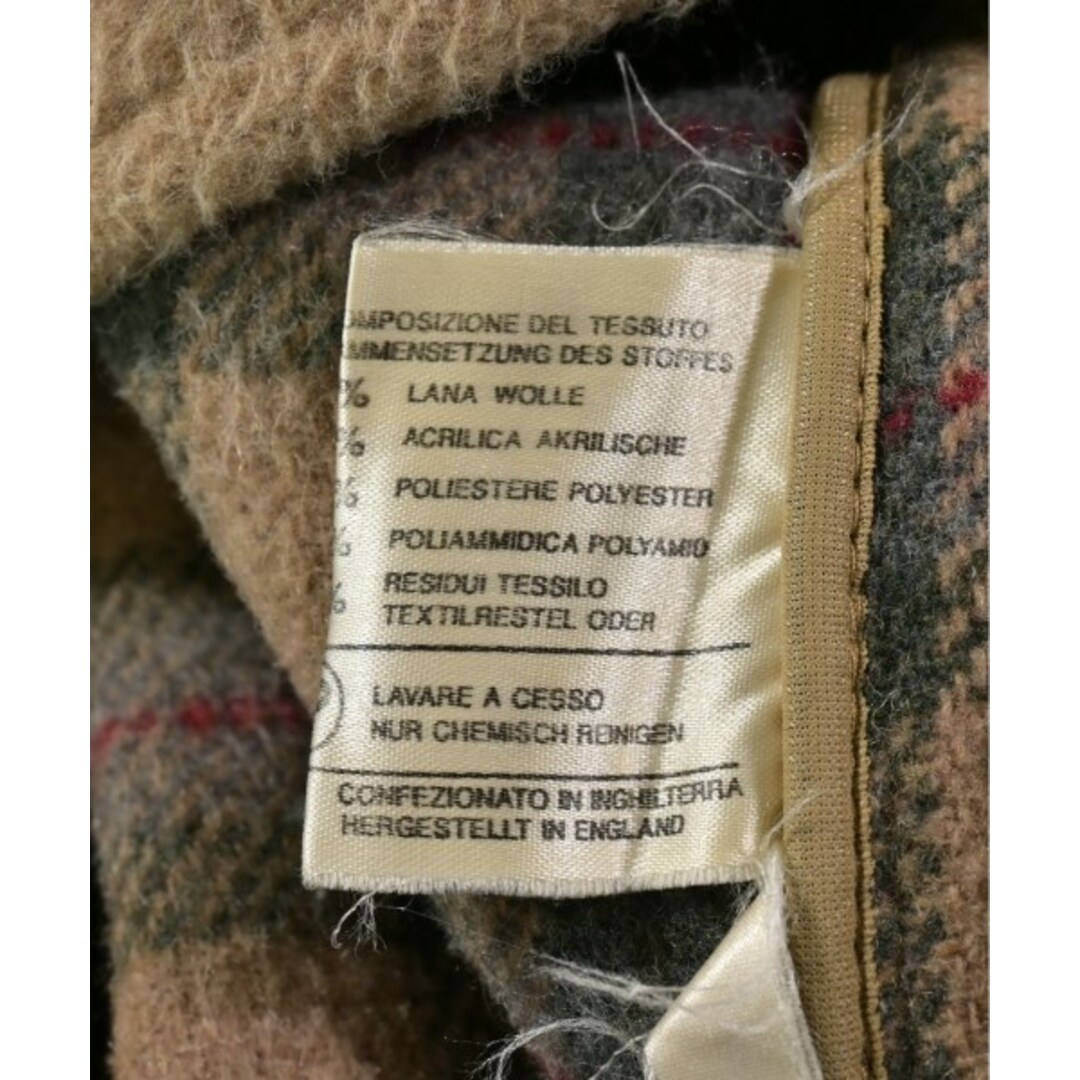 OMPOSIZIONE DEL TESSUTO
MMENSETZUNG DES STOFFES
% LANA WOLLE
% ACRILICA AKRILISCHE
% POLIESTERE POLYESTER
% POLIAMMIDICA POLYAMID
% RESIDUI TESSILO
TEXTILRESTEL ODER
LAVARE A CESSO
NUR CHEMISCH REINIGEN
CONFEZIONATO IN INGHILTERRA
HERGESTELLT IN ENGLAND